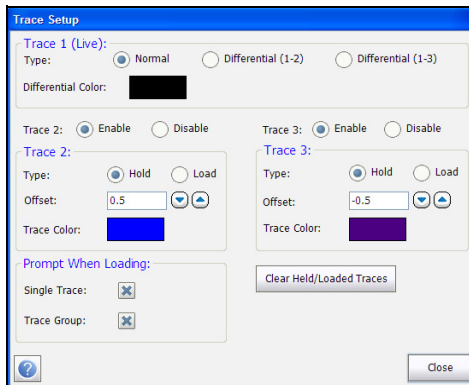 Trace Setup
Trace 1 (Live):
Type: Normal Differential (1-2) Differential (1-3)
Differential Color:
Trace 2: Enable Disable
Trace 3: Enable Disable
Trace 2:
Type: Hold Load
Offset: 0.5
Trace Color:
Trace 3:
Type: Hold Load
Offset: -0.5
Trace Color:
Prompt When Loading:
Single Trace:
Trace Group:
Clear Held/Loaded Traces
?
Close